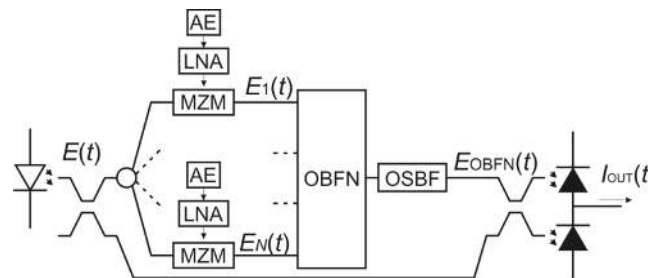 AE
LNA
MZM
E1(t)
E(t)
AE
LNA
MZM
EN(t)
OBFN
OSBF
EOBFN(t)
IOUT(t